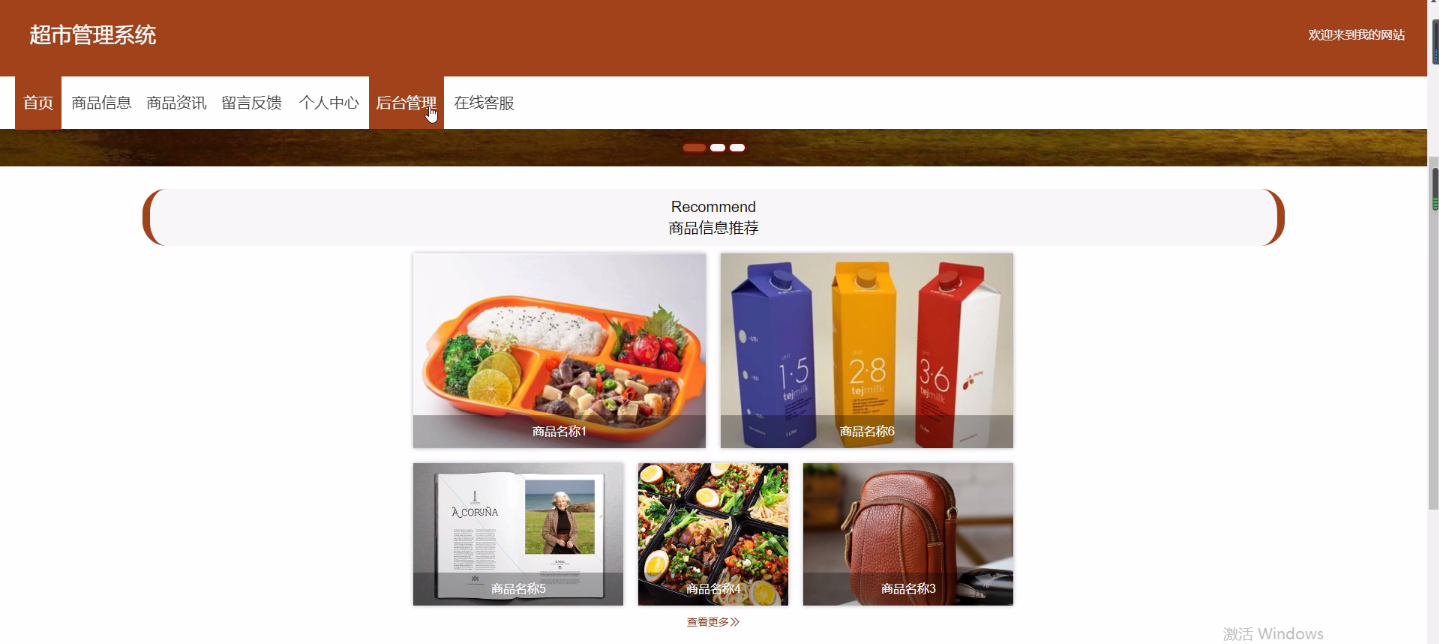 超市管理系统
欢迎来到我的网站
首页 商品信息 商品资讯 留言反馈 个人中心 后台管理 在线客服
Recommend
商品信息推荐
1·5 2·8 3·6
tejmilk tejmilk
商品名称1 商品名称6
A CORUÑA
商品名称5 商品名称4 商品名称3
查看更多
激活 Windows